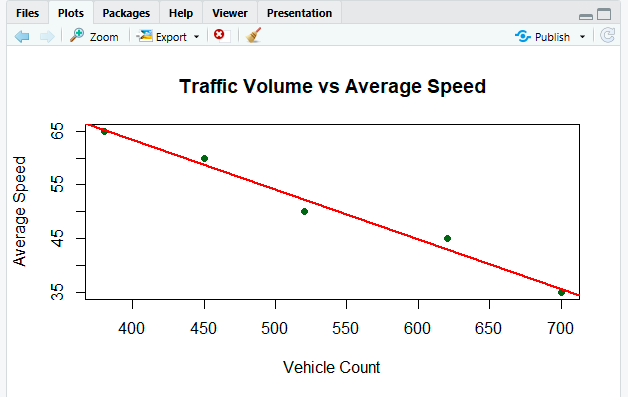 Files Plots Packages Help Viewer Presentation
Zoom Export Publish
Traffic Volume vs Average Speed
Average Speed
65
55
45
35
400 450 500 550 600 650 700
Vehicle Count